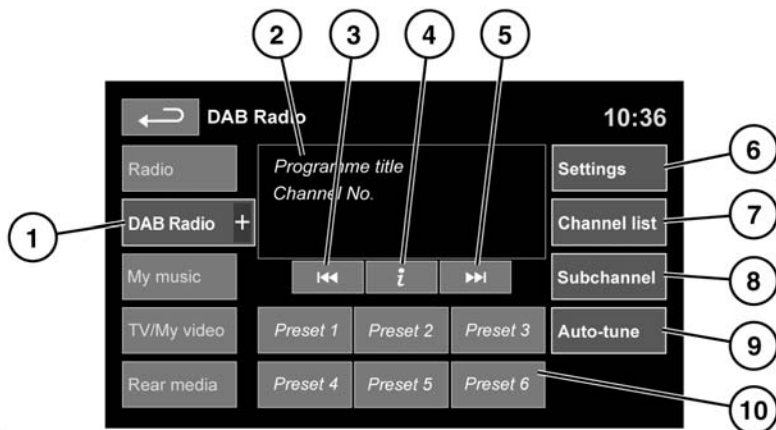 2 3 4 5
DAB Radio 10:36
Radio
Programme title
Channel No.
Settings
6
1
DAB Radio +
Channel list
7
My music
i
Subchannel
8
TV/My video
Preset 1 Preset 2 Preset 3
Auto-tune
9
Rear media
Preset 4 Preset 5 Preset 6
10